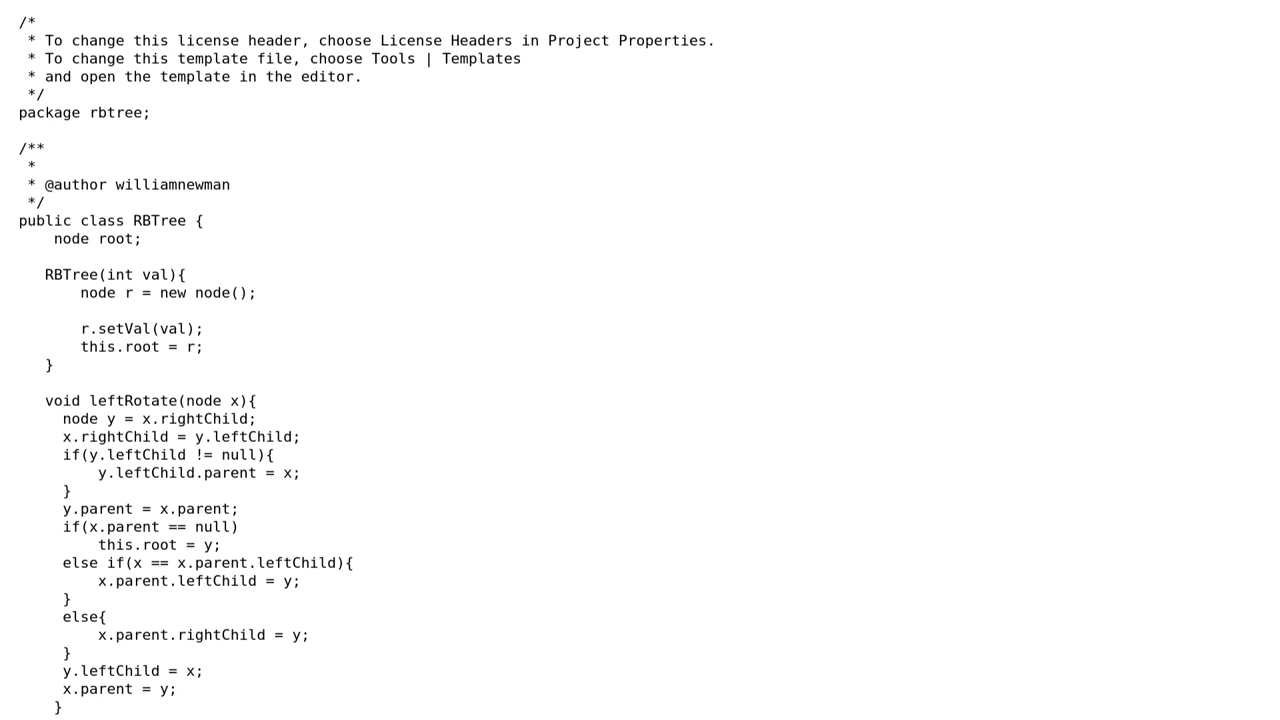 /*
 * To change this license header, choose License Headers in Project Properties.
 * To change this template file, choose Tools | Templates
 * and open the template in the editor.
 */
package rbtree;

/**
 *
 * @author williamnewman
 */
public class RBTree {
    node root;

   RBTree(int val){
       node r = new node();

       r.setVal(val);
       this.root = r;
   }

   void leftRotate(node x){
     node y = x.rightChild;
     x.rightChild = y.leftChild;
     if(y.leftChild != null){
         y.leftChild.parent = x;
     }
     y.parent = x.parent;
     if(x.parent == null)
         this.root = y;
     else if(x == x.parent.leftChild){
         x.parent.leftChild = y;
     }
     else{
         x.parent.rightChild = y;
     }
     y.leftChild = x;
     x.parent = y;
    }